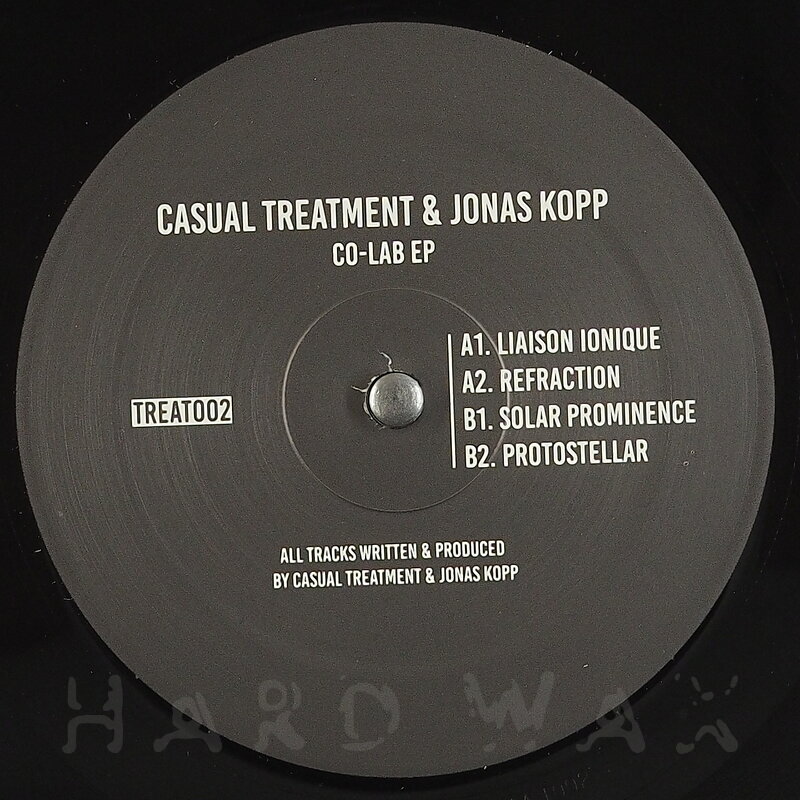 CASUAL TREATMENT & JONAS KOPP
CO-LAB EP
A1. LIAISON IONIQUE
A2. REFRACTION
TREAT002
B1. SOLAR PROMINENCE
B2. PROTOSTELLAR
ALL TRACKS WRITTEN & PRODUCED
BY CASUAL TREATMENT & JONAS KOPP
HARD WAX